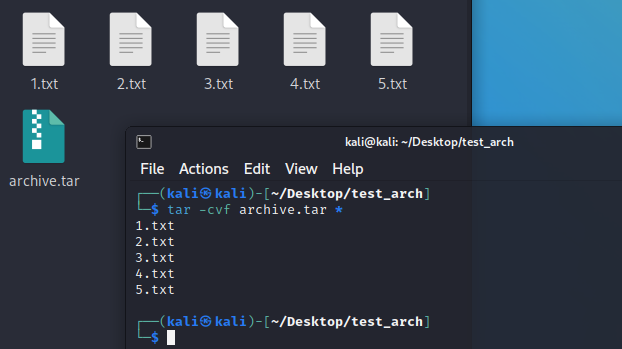 1.txt 2.txt 3.txt 4.txt 5.txt
archive.tar
kali@kali: ~/Desktop/test_arch
File Actions Edit View Help
┌──(kali㉿kali)-[~/Desktop/test_arch]
└─$ tar -cvf archive.tar *
1.txt
2.txt
3.txt
4.txt
5.txt
┌──(kali㉿kali)-[~/Desktop/test_arch]
└─$